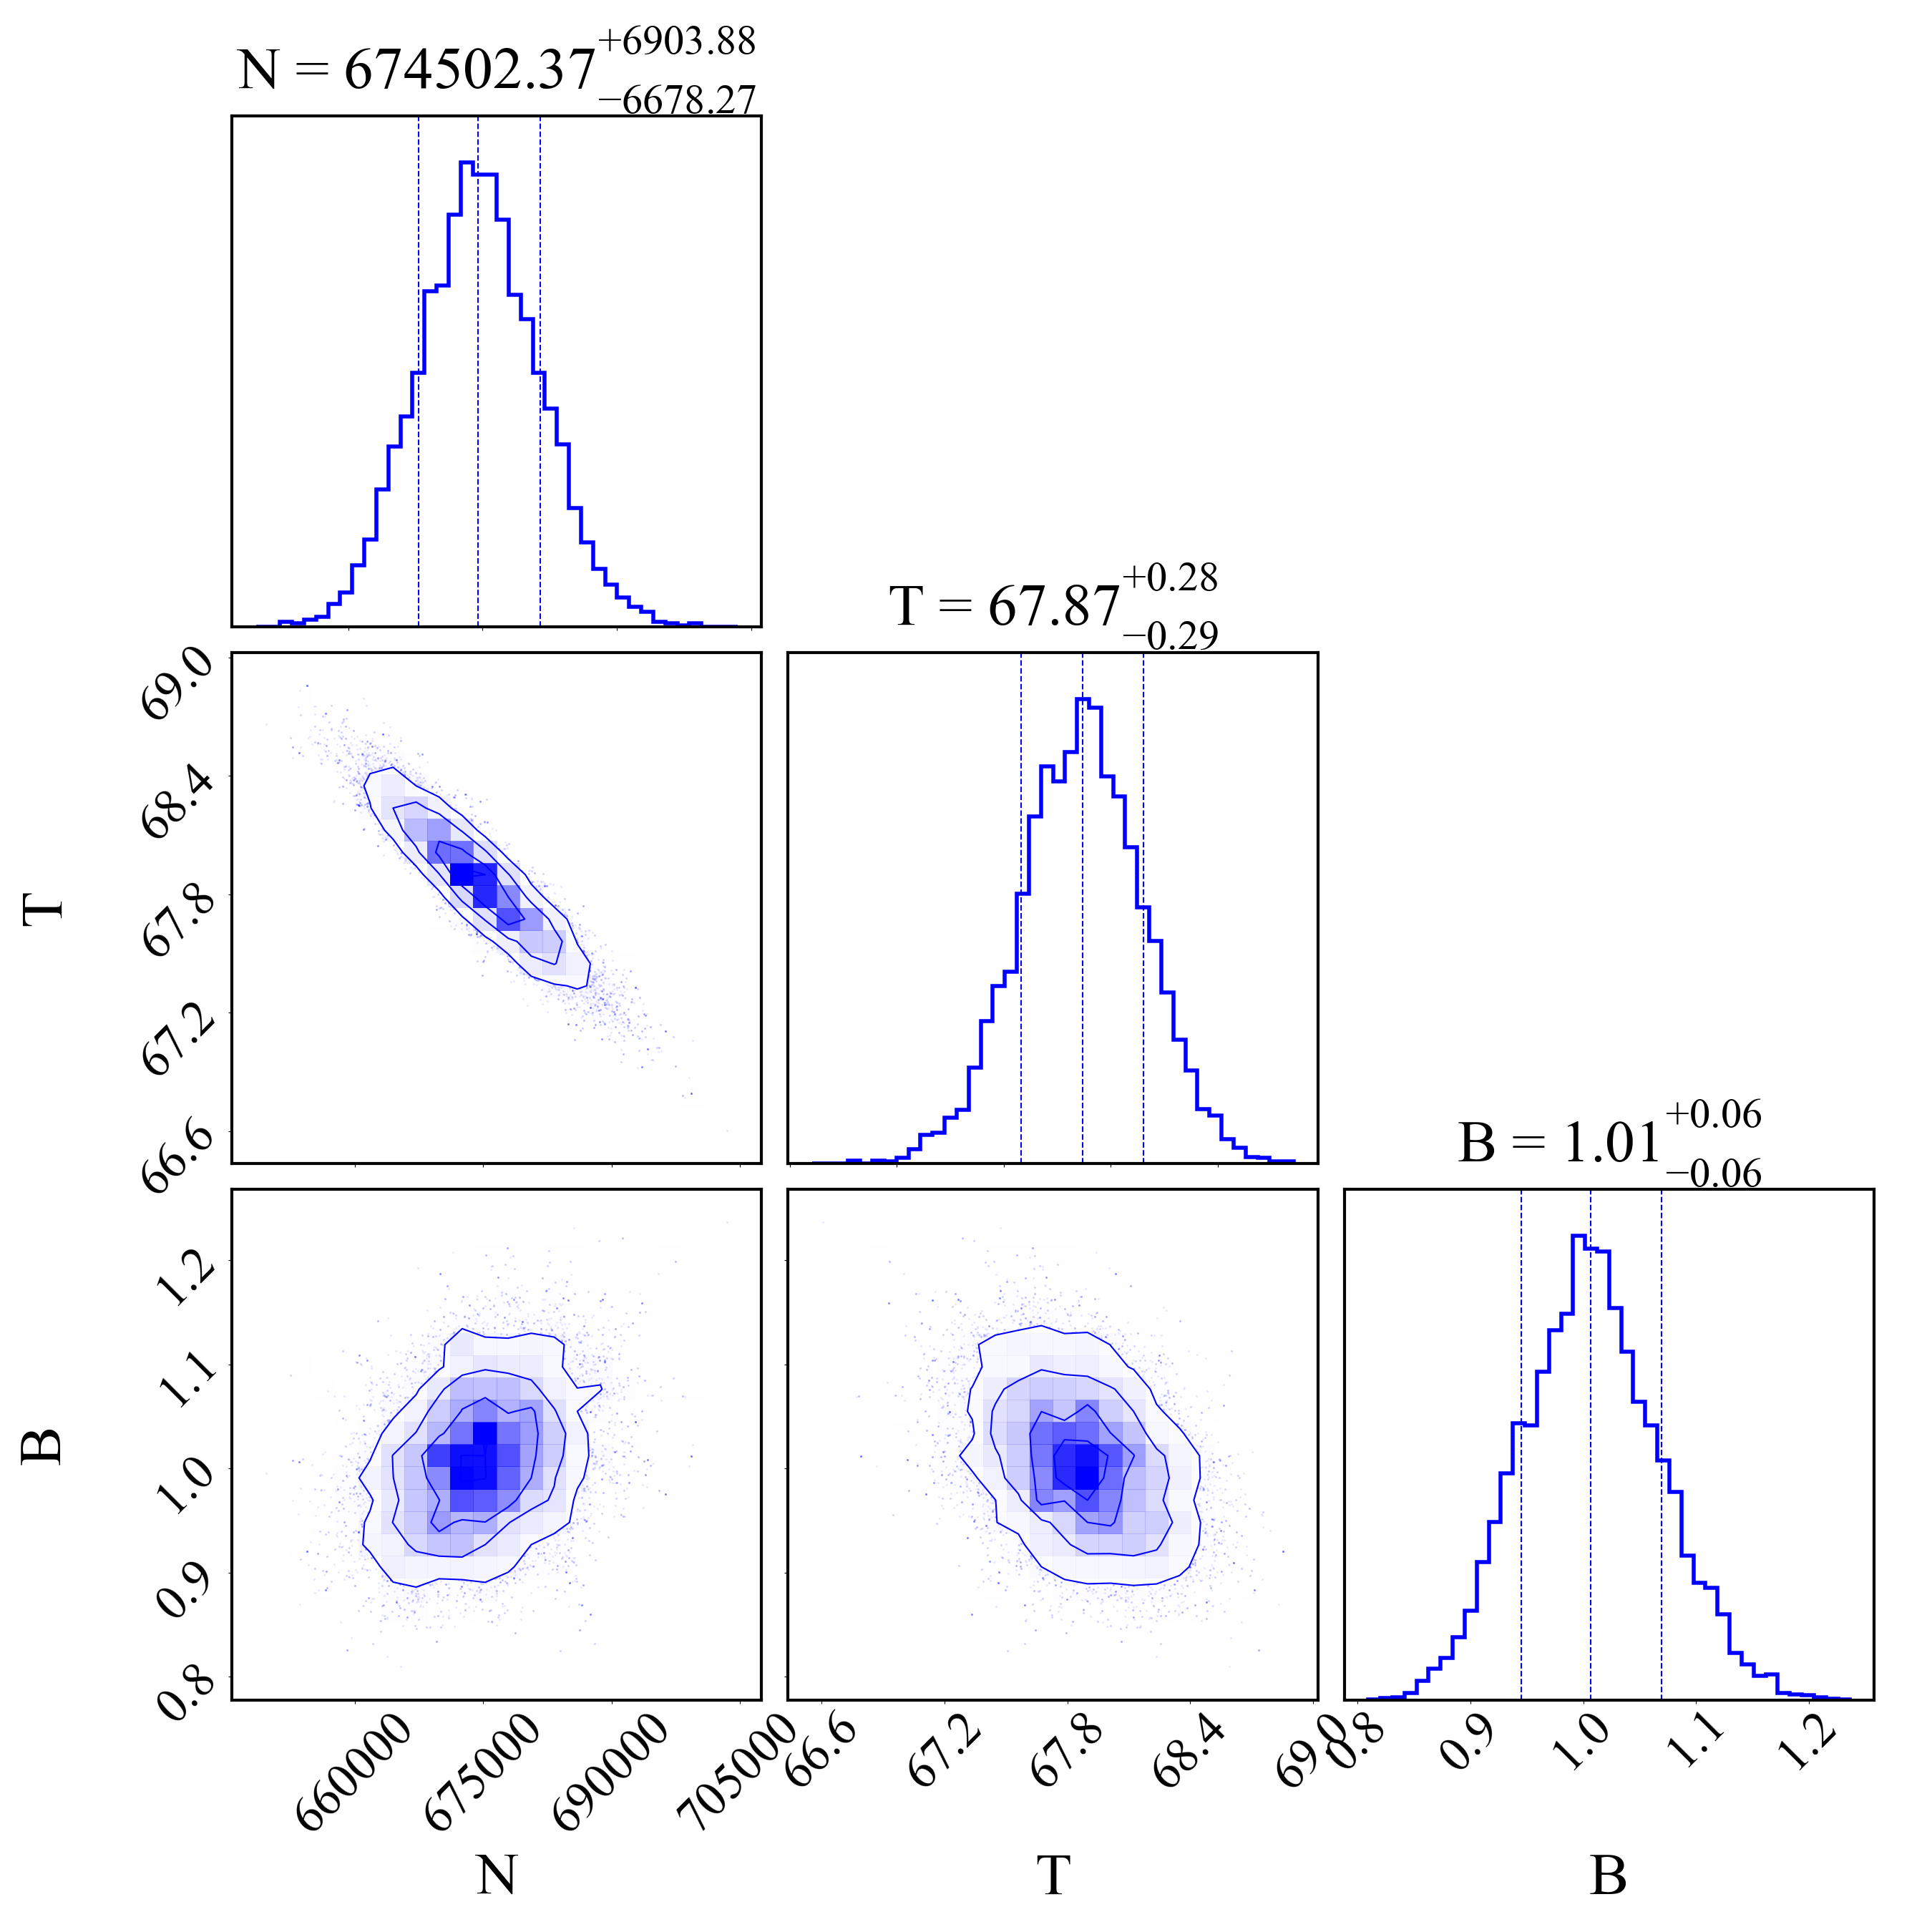 N = 674502.37 +6903.88 −6678.27
T = 67.87 +0.28 −0.29
B = 1.01 +0.06 −0.06
T
69.0
68.4
67.8
67.2
66.6
B
1.2
1.1
1.0
0.9
0.8
660000 675000 690000 705000
66.6 67.2 67.8 68.4 69.0
0.8 0.9 1.0 1.1 1.2
N T B